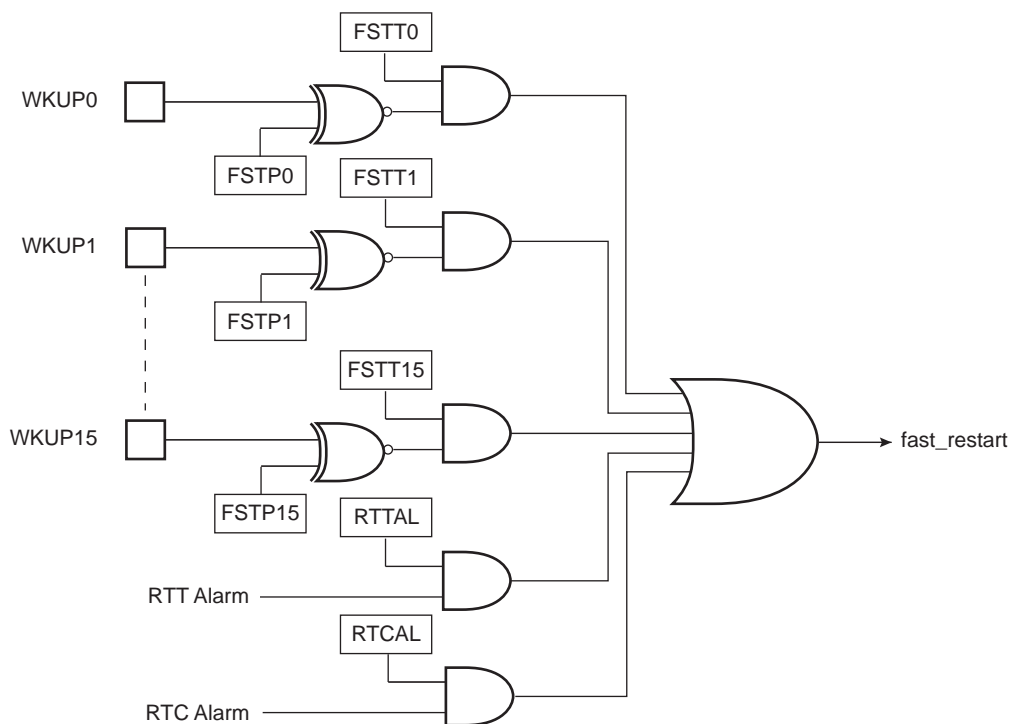 FSTT0
WKUP0
FSTP0
FSTT1
WKUP1
FSTP1
FSTT15
WKUP15
fast_restart
FSTP15
RTTAL
RTT Alarm
RTCAL
RTC Alarm